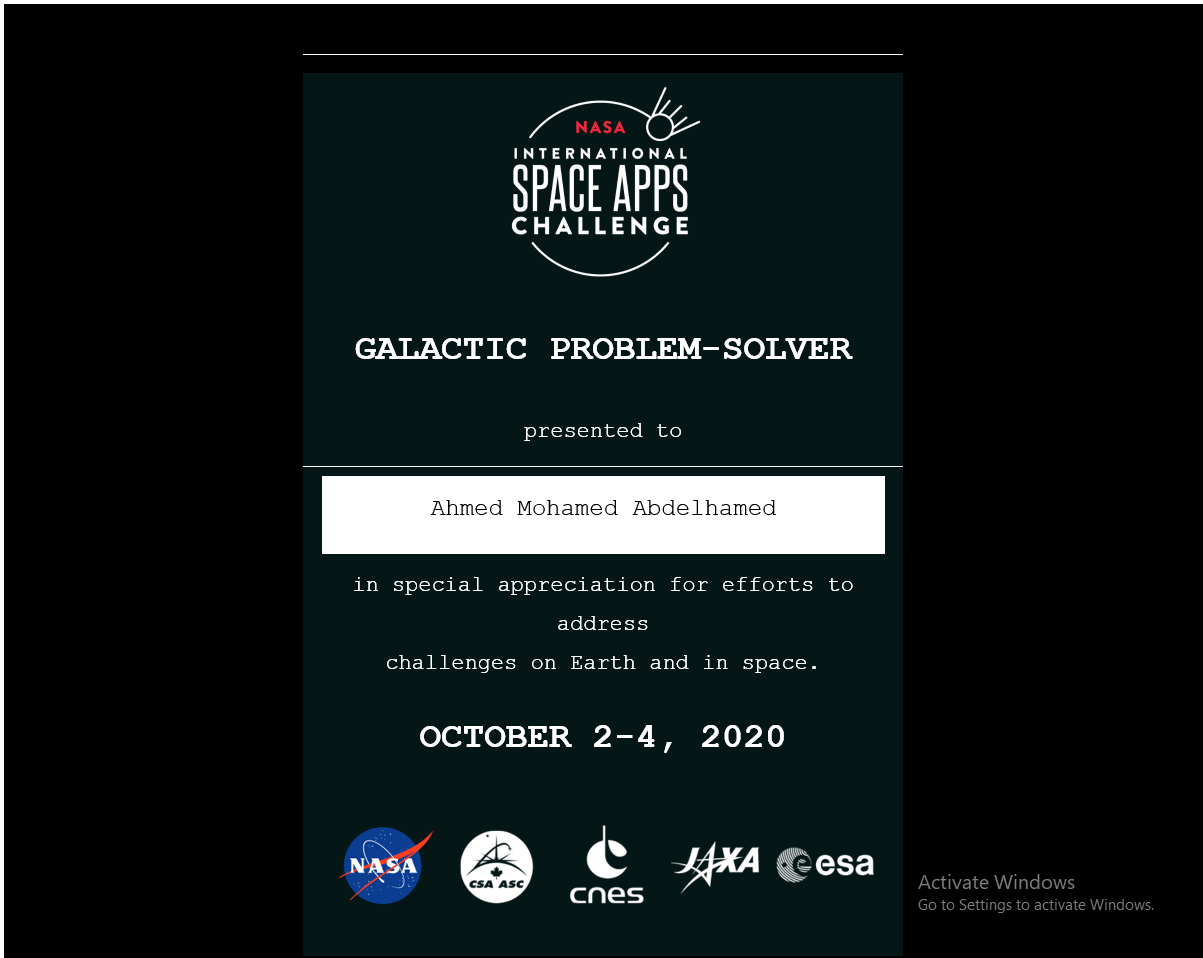 NASA
INTERNATIONAL
SPACE APPS
CHALLENGE
GALACTIC PROBLEM-SOLVER
presented to
Ahmed Mohamed Abdelhamed
in special appreciation for efforts to
address
challenges on Earth and in space.
OCTOBER 2-4, 2020
NASA CSA ASC cnes JAXA esa
Activate Windows
Go to Settings to activate Windows.